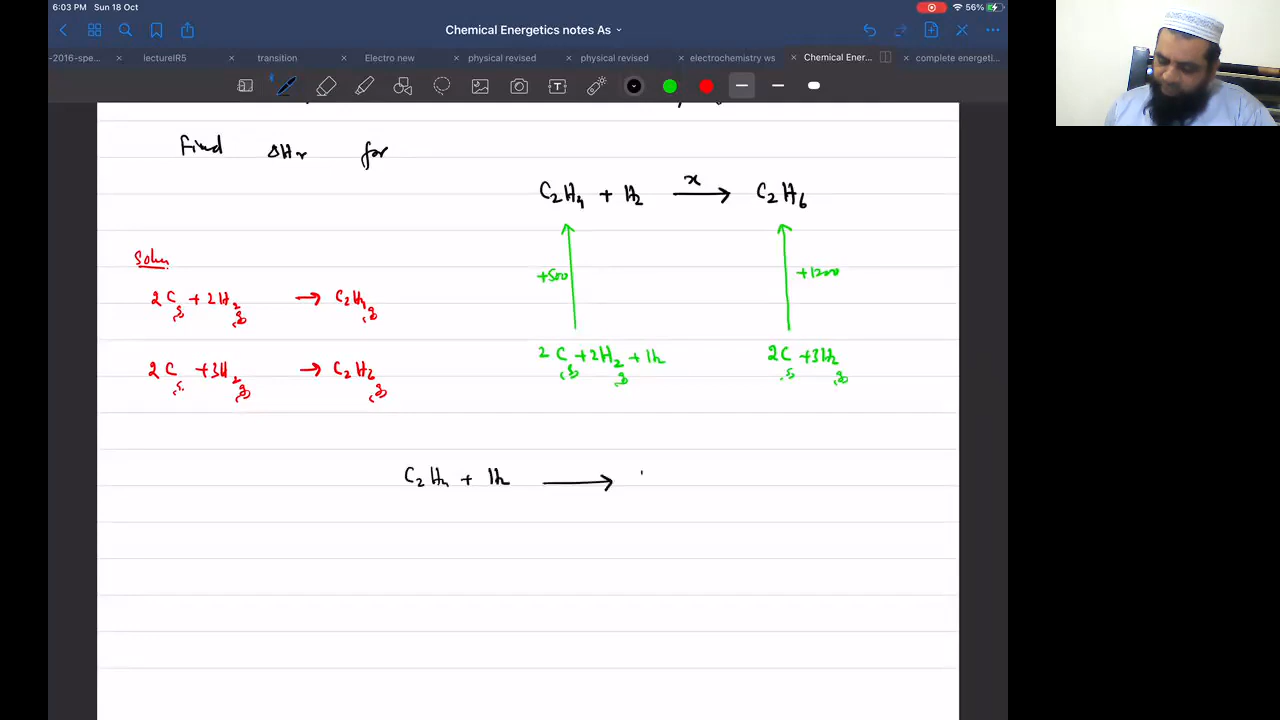 6:03 PM Sun 18 Oct
56%
Chemical Energetics notes As
-2016-spe...
lectureIR5
transition
Electro new
physical revised
physical revised
electrochemistry ws
Chemical Ener...
complete energeti...
Find ΔHr for
C2H4 + H2 x→ C2H6
Soln
+500
+1200
2C(s) + 2H2(g) → C2H4(g)
2C(s) + 2H2(g) + H2
2C(s) + 3H2(g)
2C(s) + 3H2(g) → C2H6(g)
C2H4 + H2 →